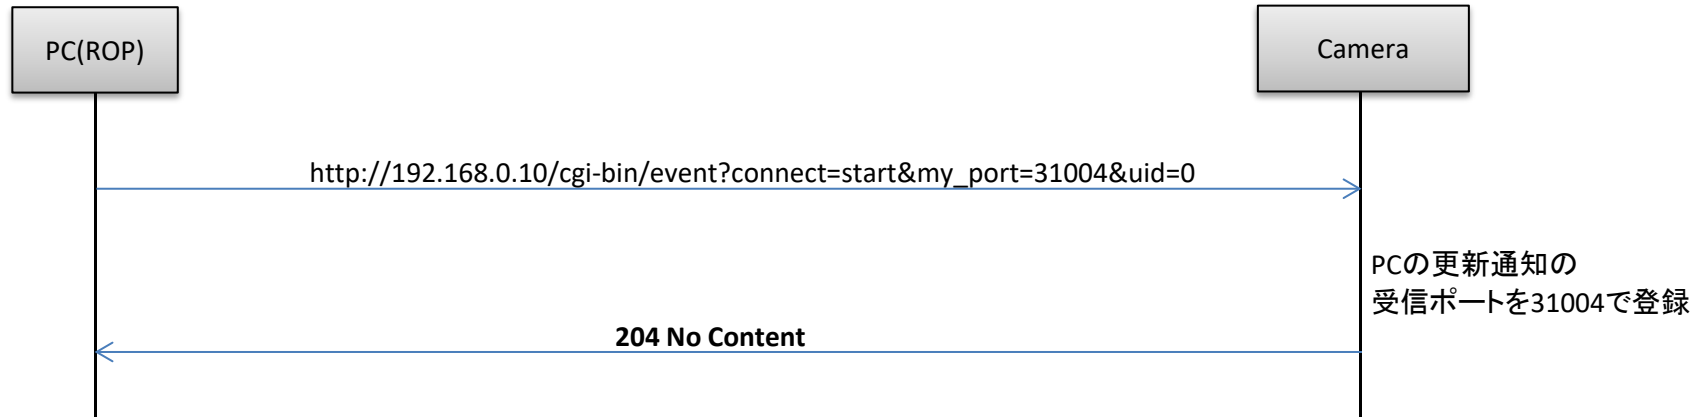 PC(ROP)
Camera
http://192.168.0.10/cgi-bin/event?connect=start&my_port=31004&uid=0
PCの更新通知の
受信ポートを31004で登録
204 No Content